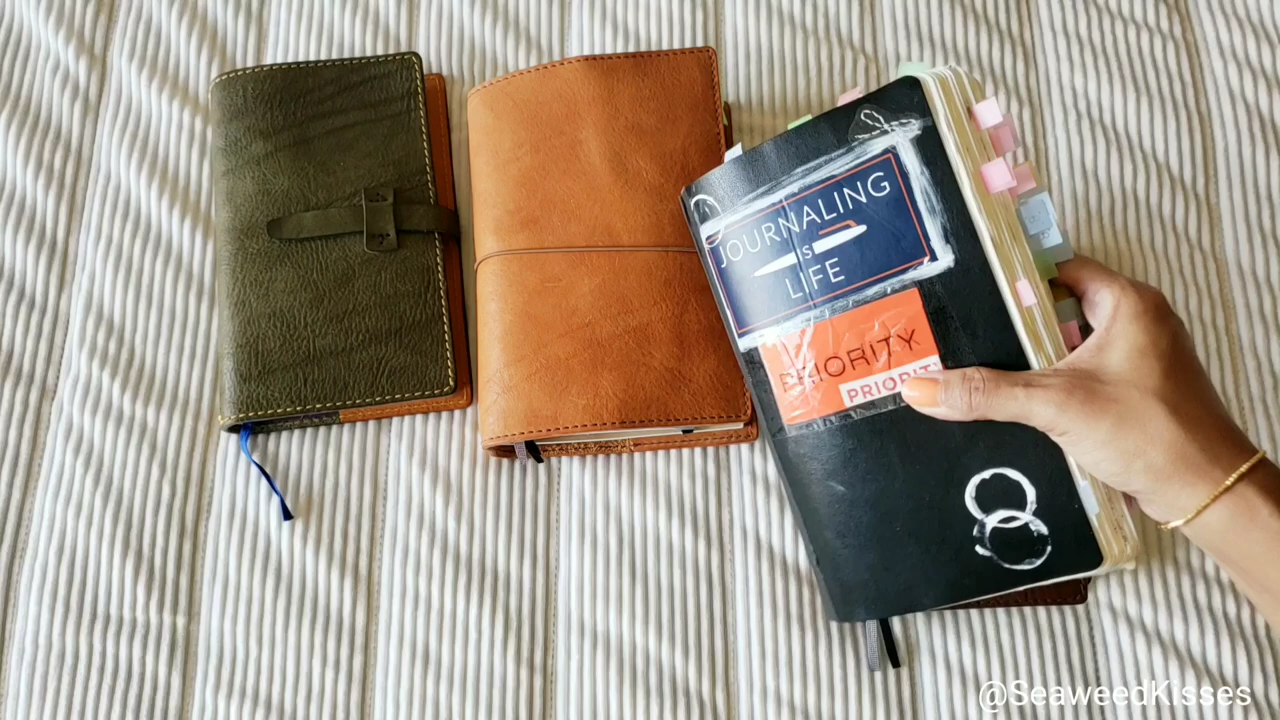 JOURNALING
IS
LIFE
PRIORITY
PRIORITY
@SeaweedKisses